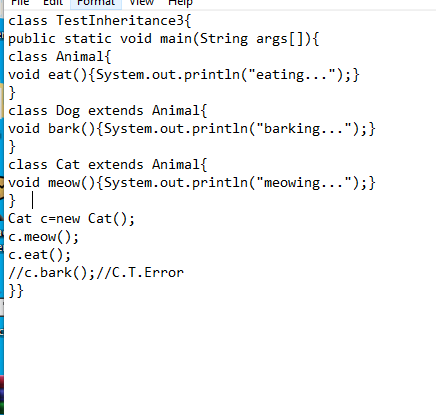 File Edit Format View Help
class TestInheritance3{
public static void main(String args[]){
class Animal{
void eat(){System.out.println("eating...");}
}
class Dog extends Animal{
void bark(){System.out.println("barking...");}
}
class Cat extends Animal{
void meow(){System.out.println("meowing...");}
}
Cat c=new Cat();
c.meow();
c.eat();
//c.bark();//C.T.Error
}}